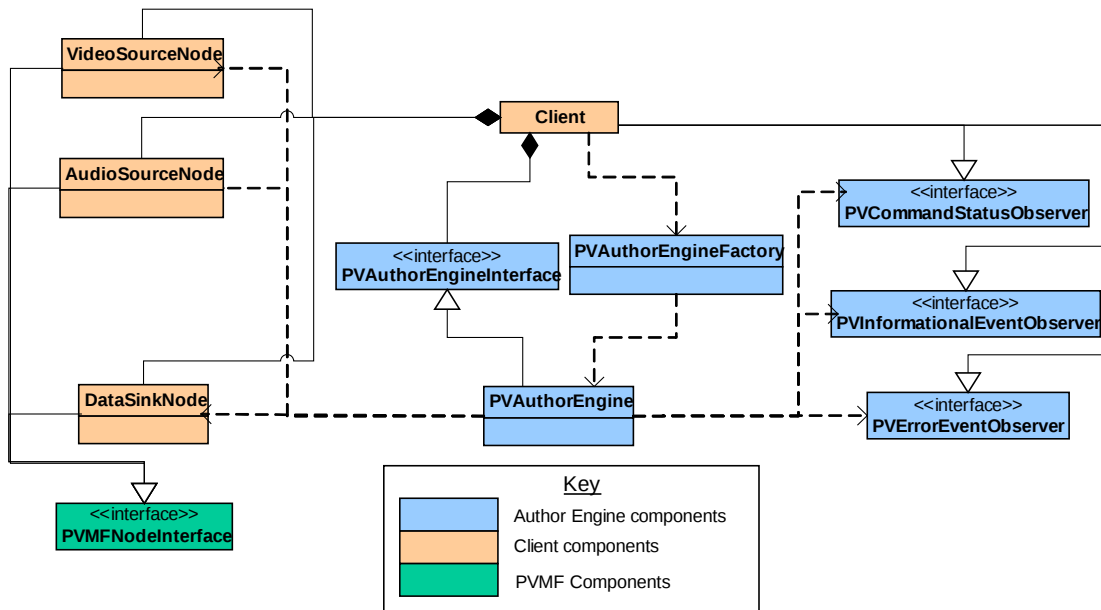 VideoSourceNode
Client
AudioSourceNode
<<interface>>
PVCommandStatusObserver
<<interface>>
PVAuthorEngineInterface
PVAuthorEngineFactory
<<interface>>
PVInformationalEventObserver
DataSinkNode
PVAuthorEngine
<<interface>>
PVErrorEventObserver
<<interface>>
PVMFNodeInterface
Key
Author Engine components
Client components
PVMF Components